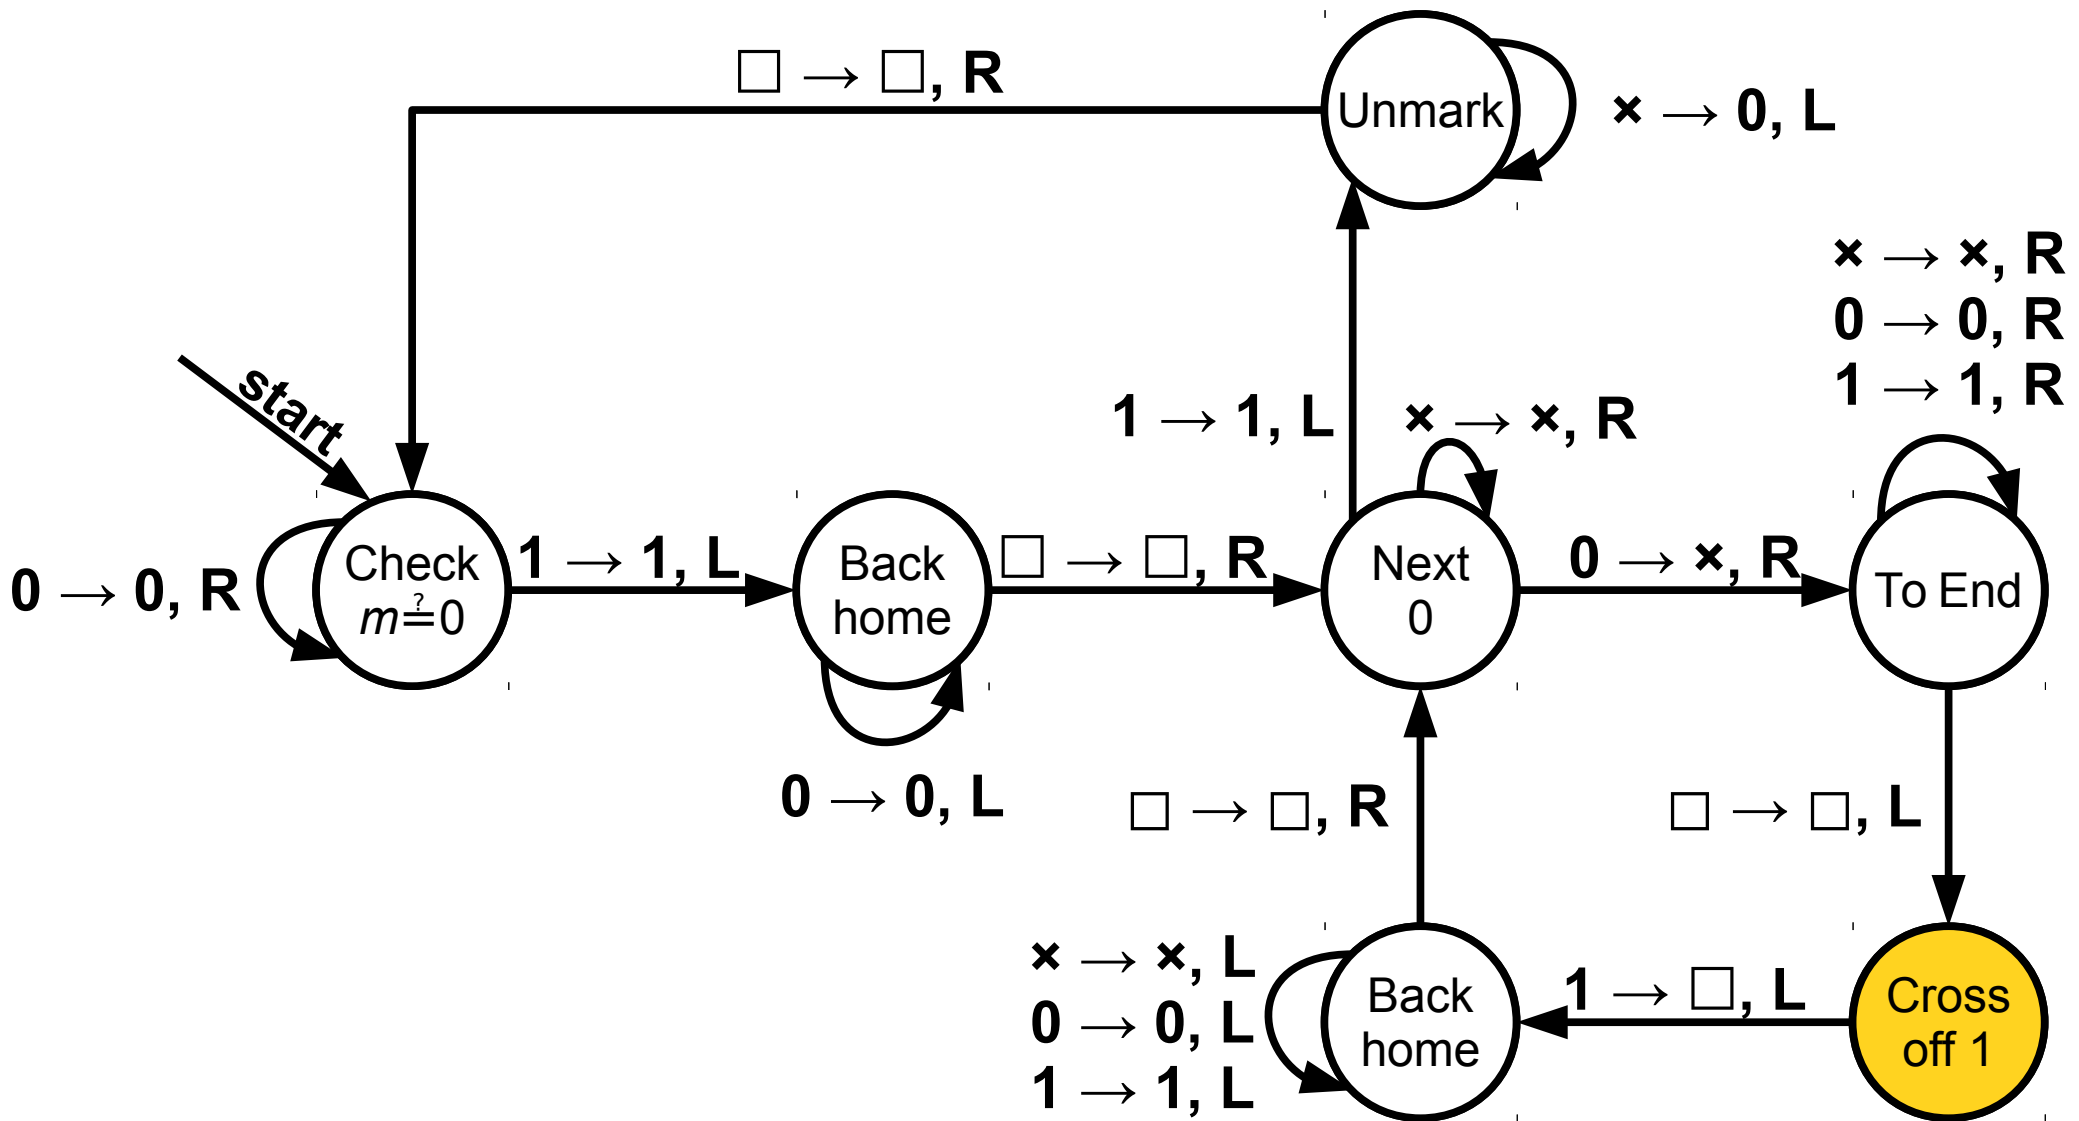 □ → □, R
Unmark
× → 0, L
× → ×, R
0 → 0, R
1 → 1, R
start
1 → 1, L
× → ×, R
0 → 0, R
Check
m≟0
1 → 1, L
Back
home
□ → □, R
Next
0
0 → ×, R
To End
0 → 0, L
□ → □, R
□ → □, L
× → ×, L
0 → 0, L
1 → 1, L
Back
home
1 → □, L
Cross
off 1